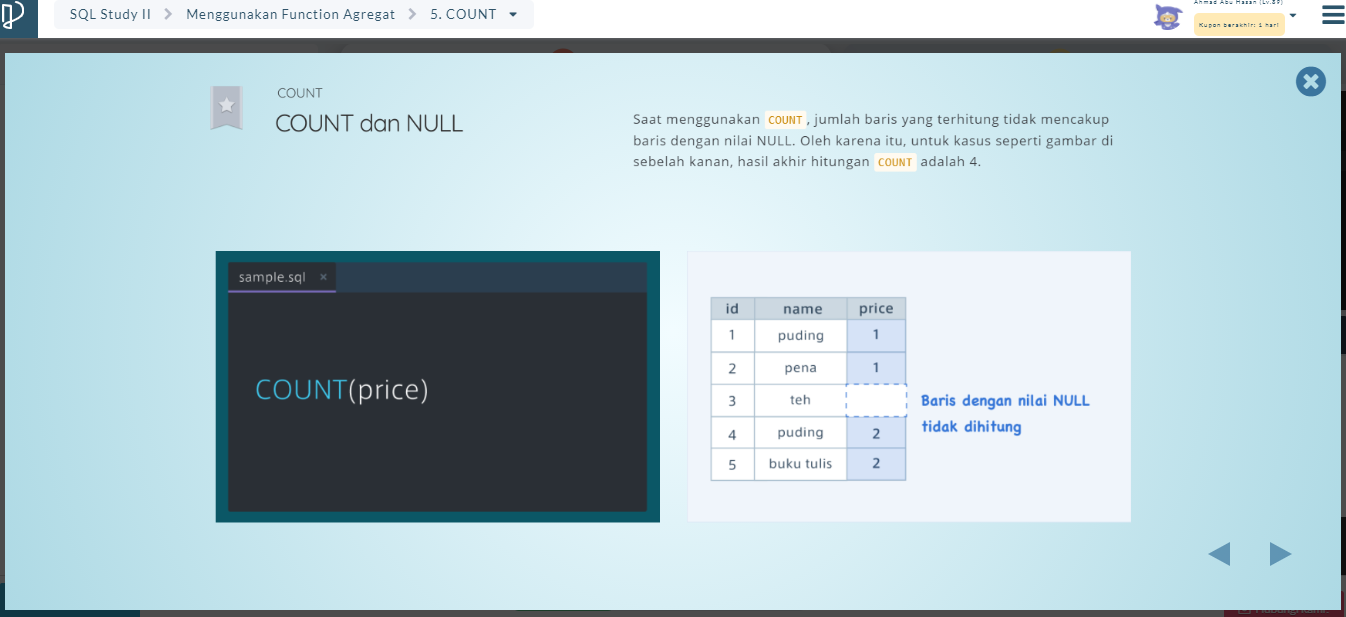 SQL Study II
Menggunakan Function Agregat
5. COUNT
Ahmad Abu Hasan (Lv.39)
Kupon berakhir: 1 hari
COUNT
COUNT dan NULL
Saat menggunakan COUNT, jumlah baris yang terhitung tidak mencakup
baris dengan nilai NULL. Oleh karena itu, untuk kasus seperti gambar di
sebelah kanan, hasil akhir hitungan COUNT adalah 4.
sample.sql ×
COUNT(price)
id name price
1 puding 1
2 pena 1
3 teh
4 puding 2
5 buku tulis 2
Baris dengan nilai NULL
tidak dihitung